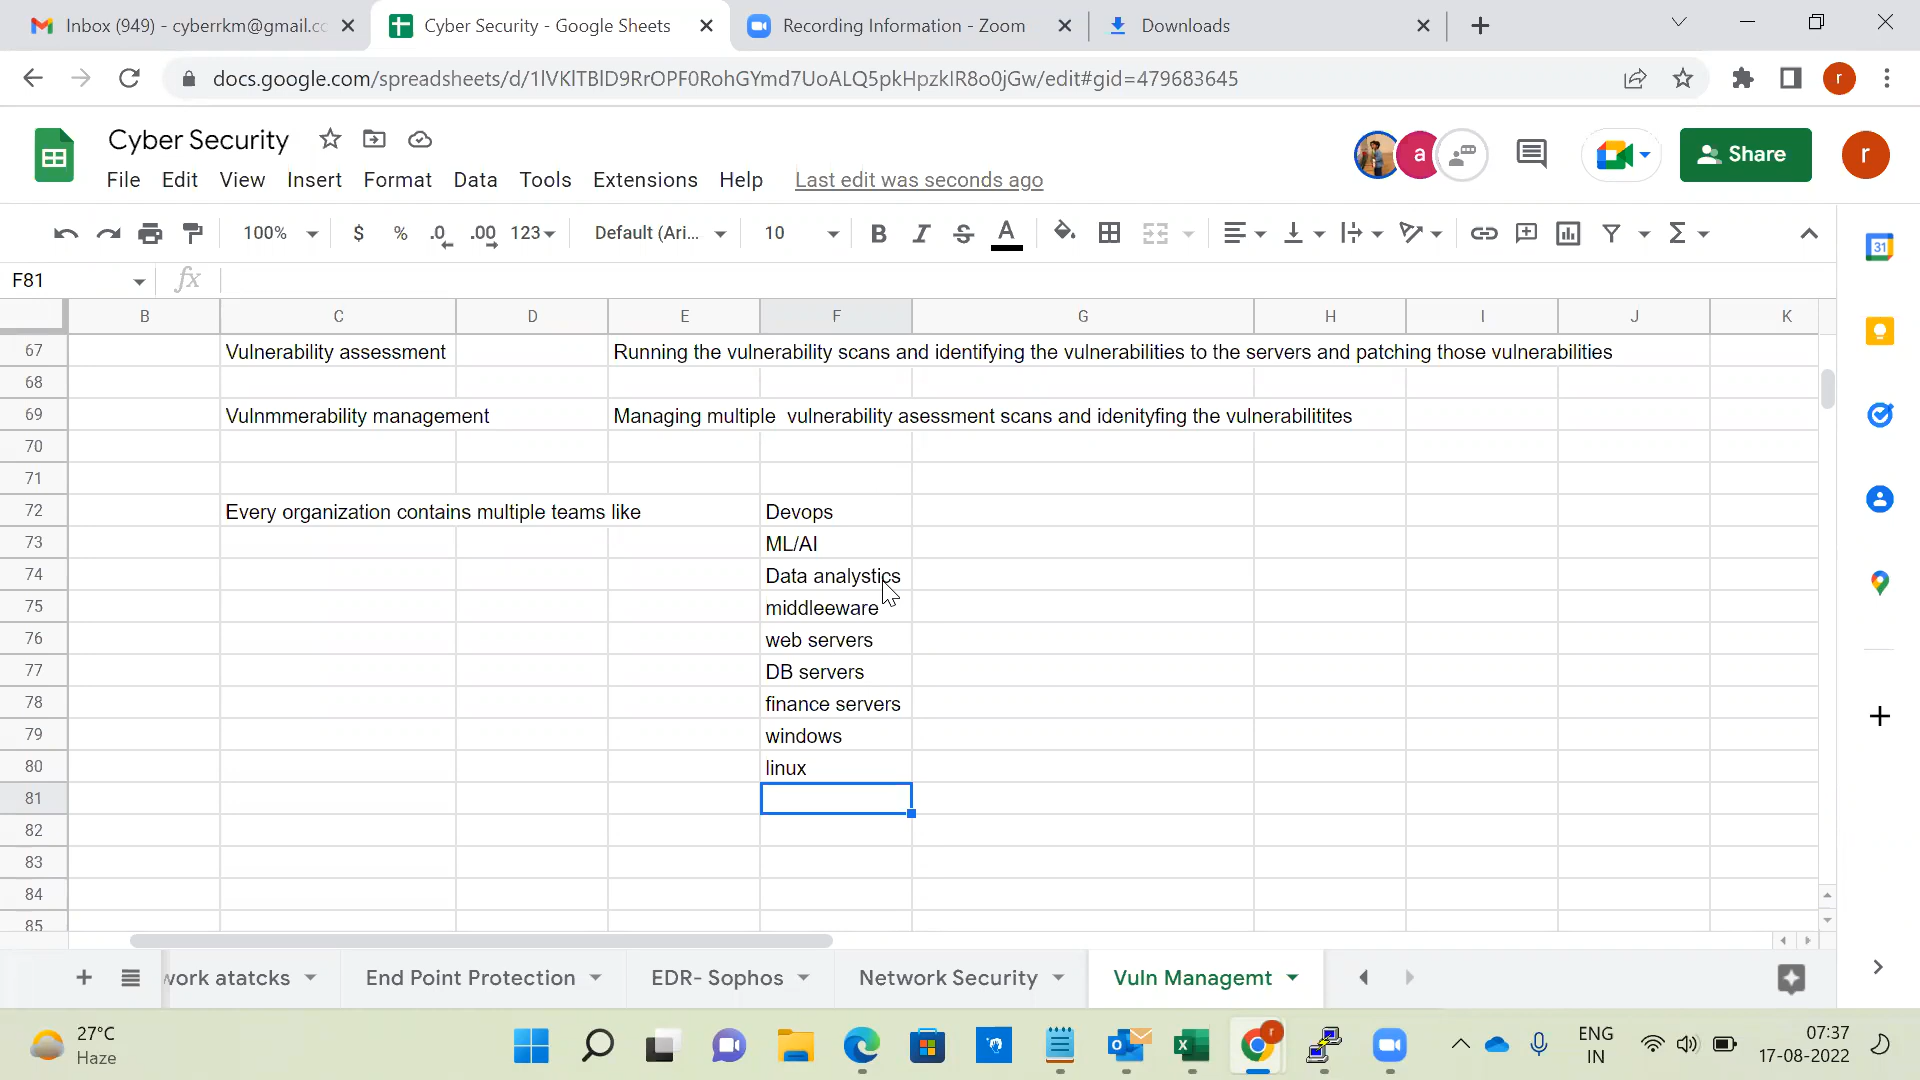 Inbox (949) - cyberrkm@gmail.cc
Cyber Security - Google Sheets
Recording Information - Zoom
Downloads
docs.google.com/spreadsheets/d/1lVKlTBlD9RrOPF0RohGYmd7UoALQ5pkHpzklR8o0jGw/edit#gid=479683645
r
Cyber Security
a
Share
r
File Edit View Insert Format Data Tools Extensions Help Last edit was seconds ago
100% $ % .0 .00 123 Default (Ari... 10 B I S A
31
F81 fx
B C D E F G H I J K
67 Vulnerability assessment Running the vulnerability scans and identifying the vulnerabilities to the servers and patching those vulnerabilities
68
69 Vulnmmerability management Managing multiple vulnerability asessment scans and idenityfing the vulnerabilitites
70
71
72 Every organization contains multiple teams like Devops
73 ML/AI
74 Data analystics
75 middleeware
76 web servers
77 DB servers
78 finance servers
79 windows
80 linux
81
82
83
84
85
work atatcks End Point Protection EDR- Sophos Network Security Vuln Managemt
27°C
Haze
r
ENG
IN
07:37
17-08-2022